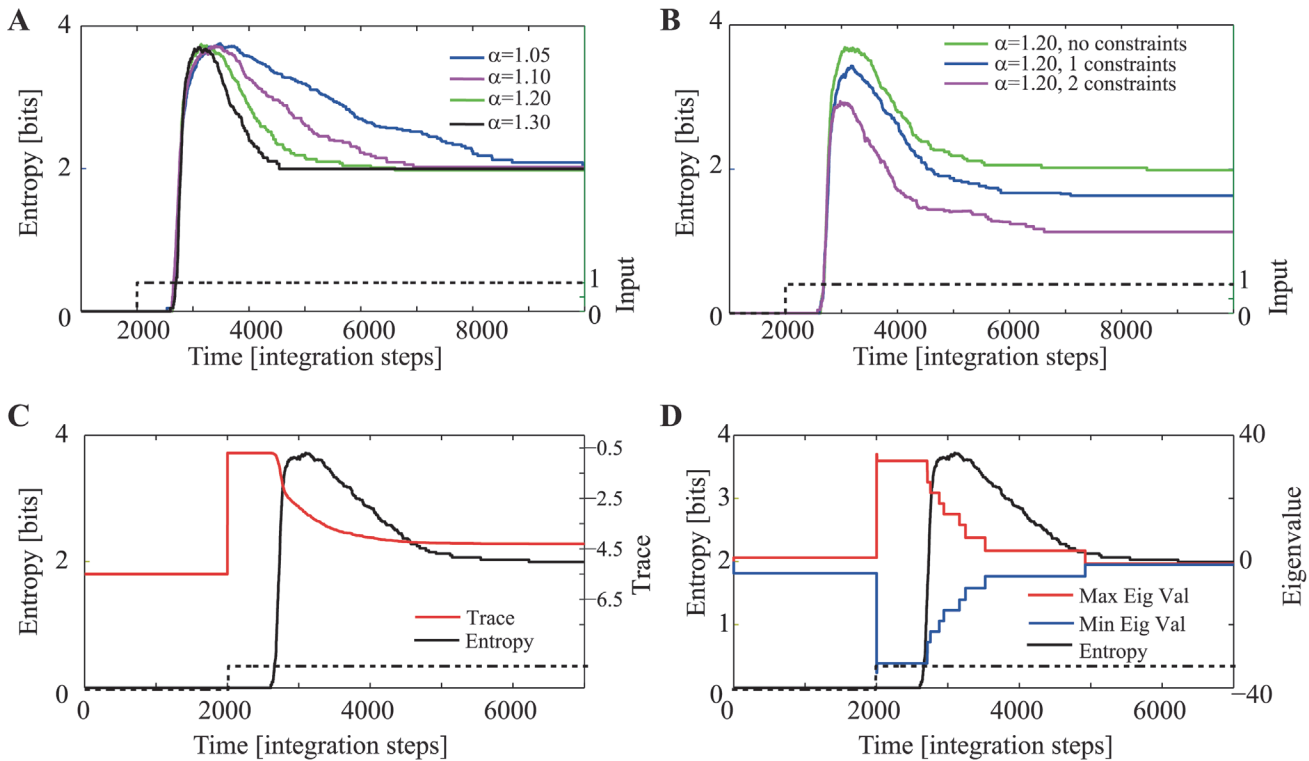 A
4
2
0
Entropy [bits]
α=1.05
α=1.10
α=1.20
α=1.30
1
0
Input
2000 4000 6000 8000
Time [integration steps]
B
4
2
0
Entropy [bits]
α=1.20, no constraints
α=1.20, 1 constraints
α=1.20, 2 constraints
1
0
Input
2000 4000 6000 8000
Time [integration steps]
C
4
3
2
1
0
Entropy [bits]
−0.5
−2.5
−4.5
−6.5
Trace
Trace
Entropy
0 2000 4000 6000
Time [integration steps]
D
4
3
2
1
0
Entropy [bits]
40
0
−40
Eigenvalue
Max Eig Val
Min Eig Val
Entropy
0 2000 4000 6000
Time [integration steps]